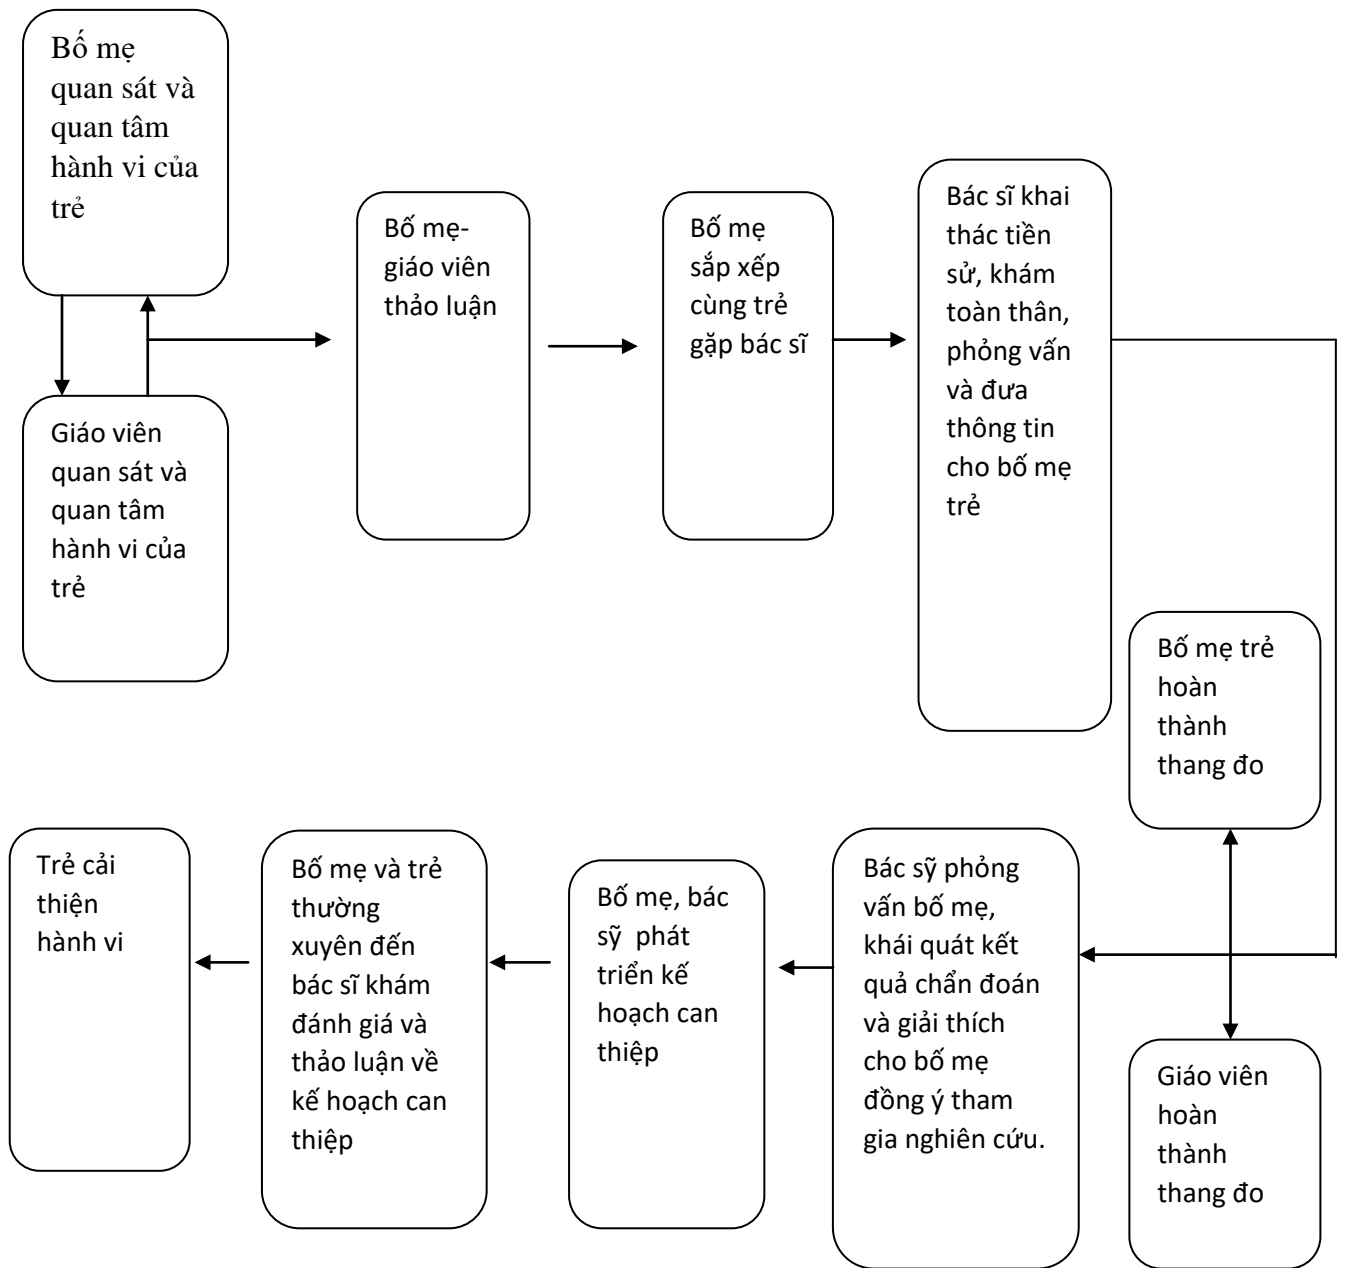 Bố mẹ
quan sát và
quan tâm
hành vi của
trẻ
Giáo viên
quan sát và
quan tâm
hành vi của
trẻ
Bố mẹ-
giáo viên
thảo luận
Bố mẹ
sắp xếp
cùng trẻ
gặp bác sĩ
Bác sĩ khai
thác tiền
sử, khám
toàn thân,
phỏng vấn
và đưa
thông tin
cho bố mẹ
trẻ
Bố mẹ trẻ
hoàn
thành
thang đo
Giáo viên
hoàn
thành
thang đo
Bác sỹ phỏng
vấn bố mẹ,
khái quát kết
quả chẩn đoán
và giải thích
cho bố mẹ
đồng ý tham
gia nghiên cứu.
Bố mẹ, bác
sỹ  phát
triển kế
hoạch can
thiệp
Bố mẹ và trẻ
thường
xuyên đến
bác sĩ khám
đánh giá và
thảo luận về
kế hoạch can
thiệp
Trẻ cải
thiện
hành vi